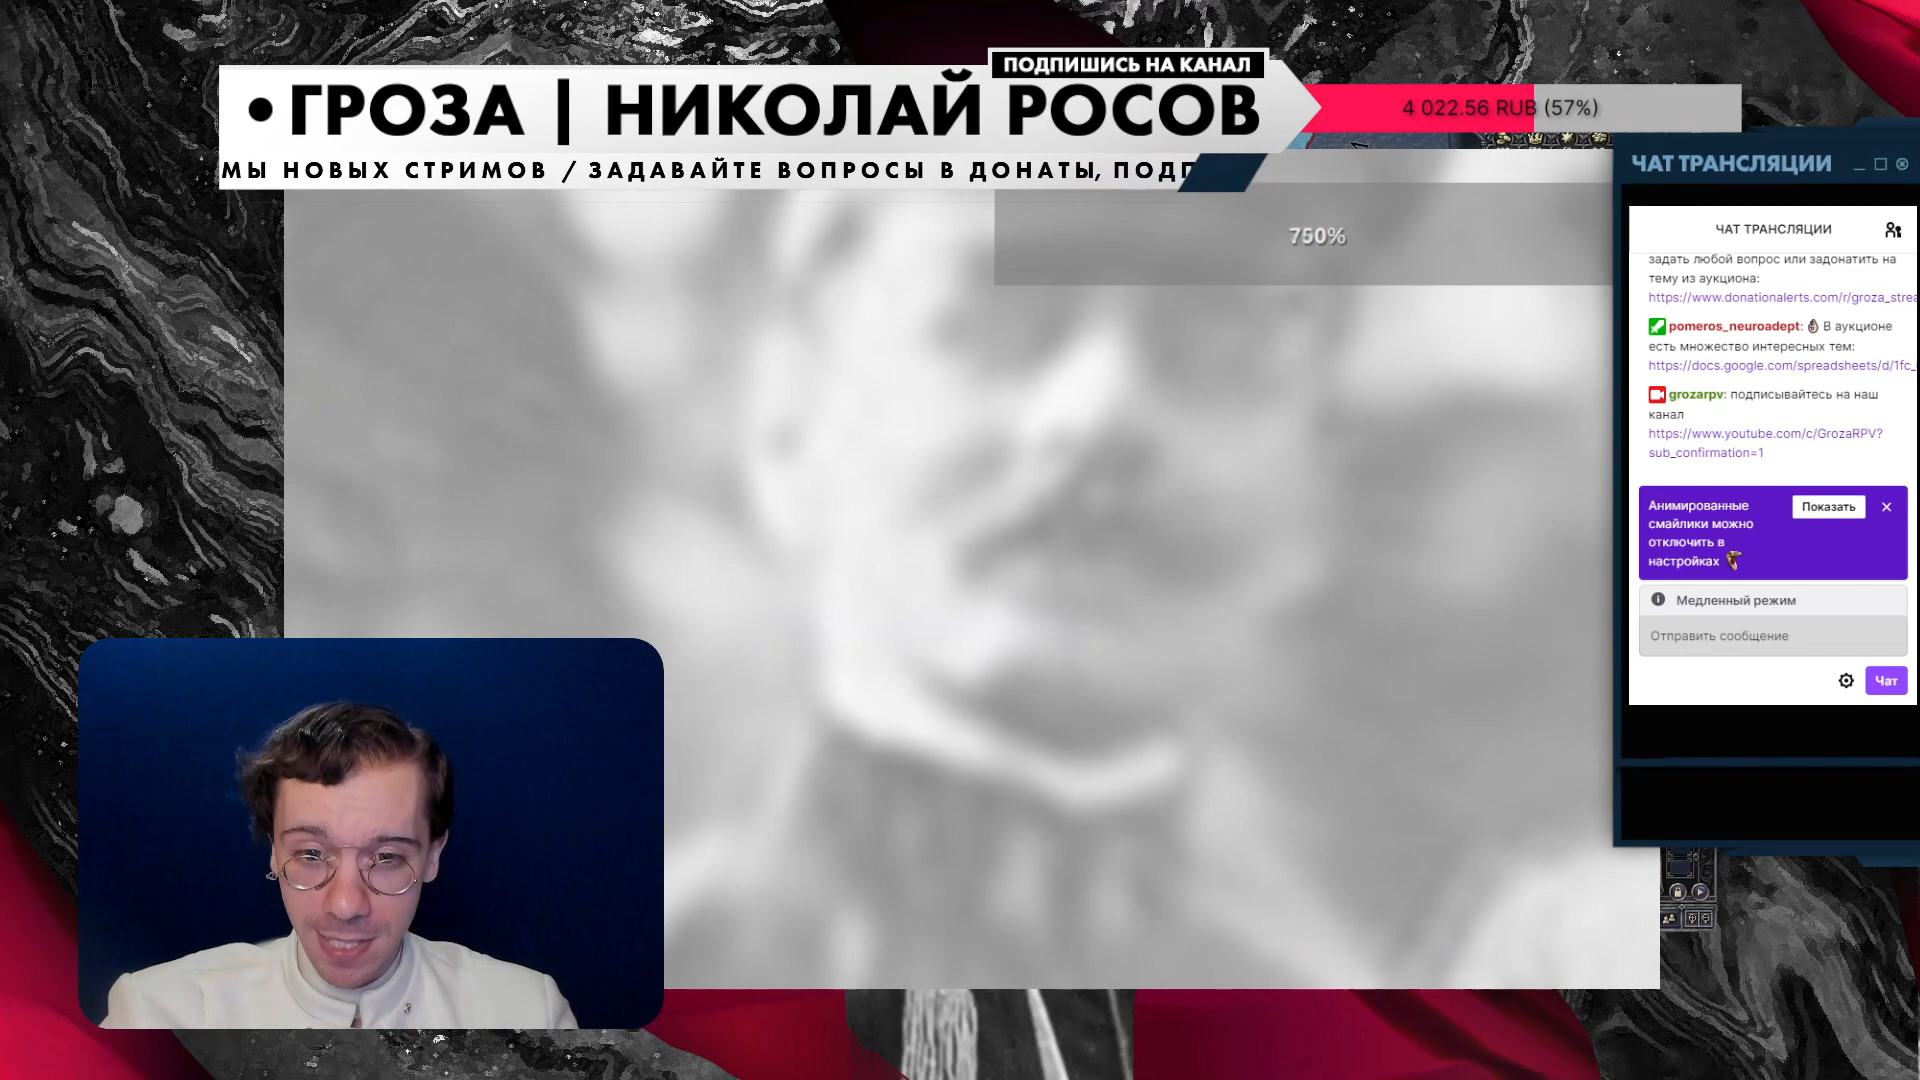 ПОДПИШИСЬ НА КАНАЛ
• ГРОЗА | НИКОЛАЙ РОСОВ
4 022.56 RUB (57%)
МЫ НОВЫХ СТРИМОВ / ЗАДАВАЙТЕ ВОПРОСЫ В ДОНАТЫ, ПОДП
750%
ЧАТ ТРАНСЛЯЦИИ
ЧАТ ТРАНСЛЯЦИИ
задать любой вопрос или задонатить на
тему из аукциона:
https://www.donationalerts.com/r/groza_strea
pomeros_neuroadept: В аукционе
есть множество интересных тем:
https://docs.google.com/spreadsheets/d/1fc_
grozarpv: подписывайтесь на наш
канал
https://www.youtube.com/c/GrozaRPV?
sub_confirmation=1
Анимированные
смайлики можно
отключить в
настройках
Показать
Медленный режим
Отправить сообщение
Чат